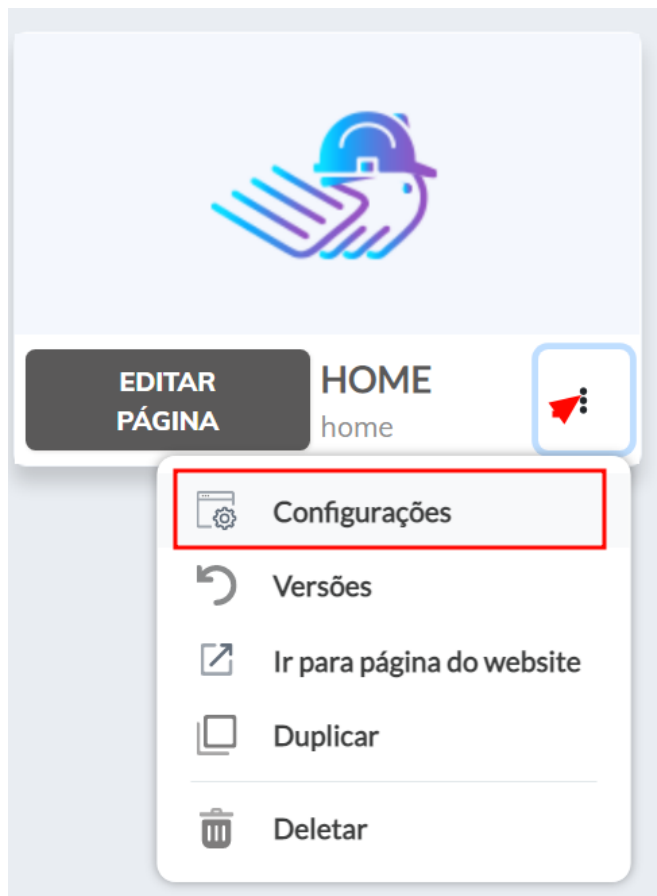 EDITAR
PÁGINA
HOME
home
Configurações
Versões
Ir para página do website
Duplicar
Deletar